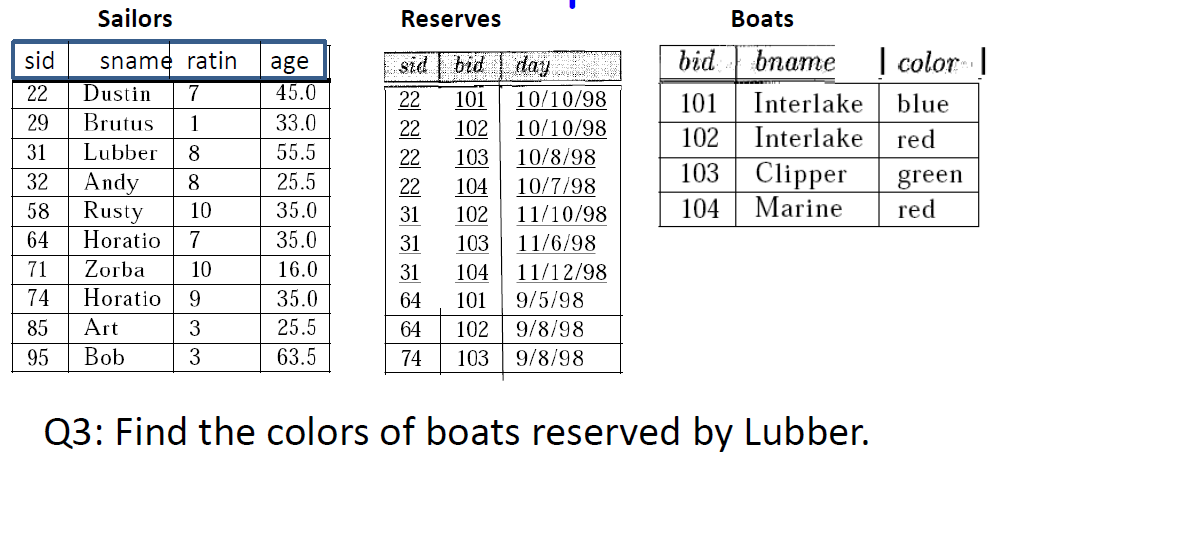 Sailors Reserves Boats
sid sname ratin age
22 Dustin 7 45.0
29 Brutus 1 33.0
31 Lubber 8 55.5
32 Andy 8 25.5
58 Rusty 10 35.0
64 Horatio 7 35.0
71 Zorba 10 16.0
74 Horatio 9 35.0
85 Art 3 25.5
95 Bob 3 63.5
sid bid day
22 101 10/10/98
22 102 10/10/98
22 103 10/8/98
22 104 10/7/98
31 102 11/10/98
31 103 11/6/98
31 104 11/12/98
64 101 9/5/98
64 102 9/8/98
74 103 9/8/98
bid bname color
101 Interlake blue
102 Interlake red
103 Clipper green
104 Marine red
Q3: Find the colors of boats reserved by Lubber.